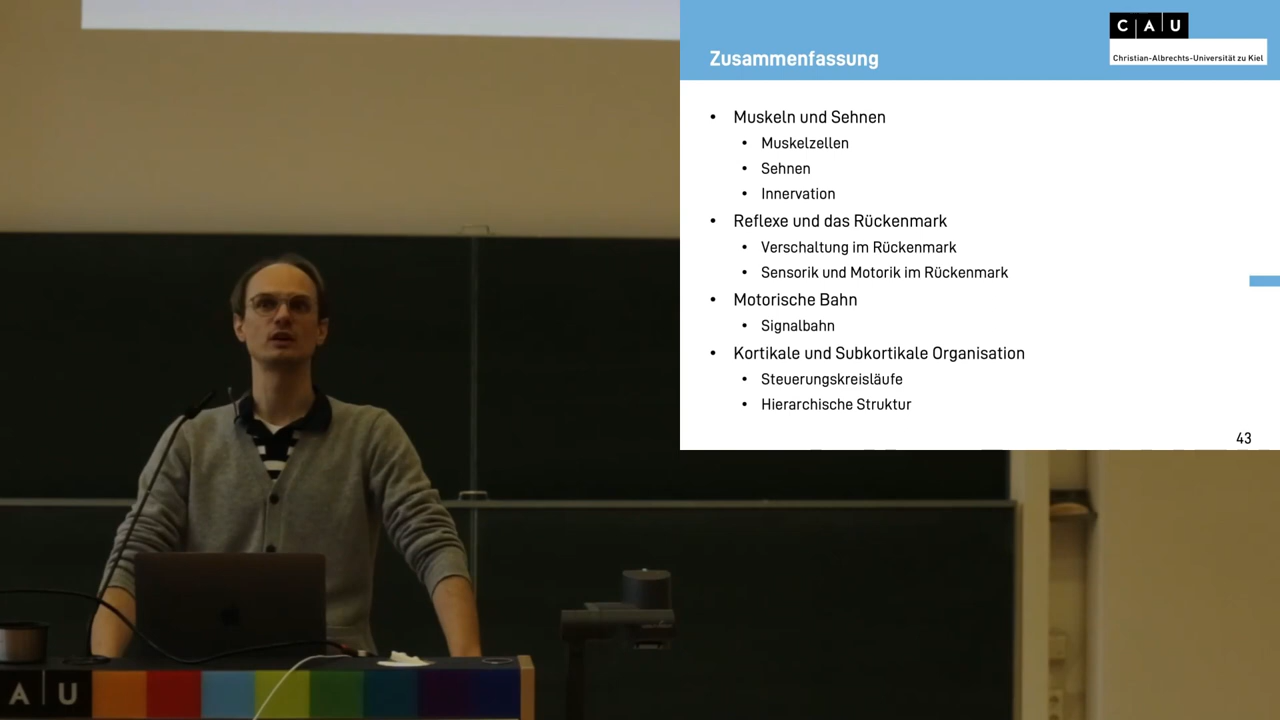 Zusammenfassung
C A U
Christian-Albrechts-Universität zu Kiel
• Muskeln und Sehnen
• Muskelzellen
• Sehnen
• Innervation
• Reflexe und das Rückenmark
• Verschaltung im Rückenmark
• Sensorik und Motorik im Rückenmark
• Motorische Bahn
• Signalbahn
• Kortikale und Subkortikale Organisation
• Steuerungskreisläufe
• Hierarchische Struktur
43
A U